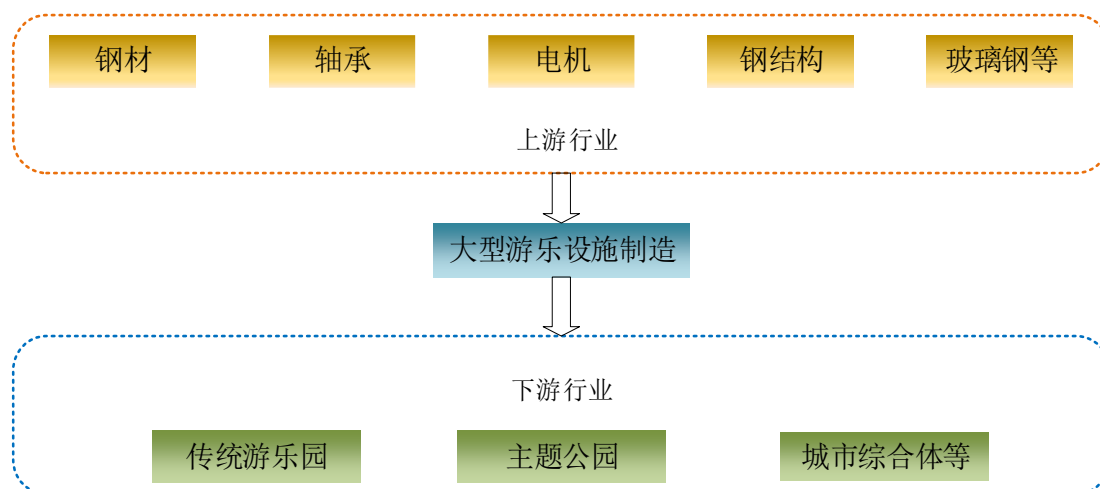 钢材 轴承 电机 钢结构 玻璃钢等
上游行业
大型游乐设施制造
下游行业
传统游乐园 主题公园 城市综合体等